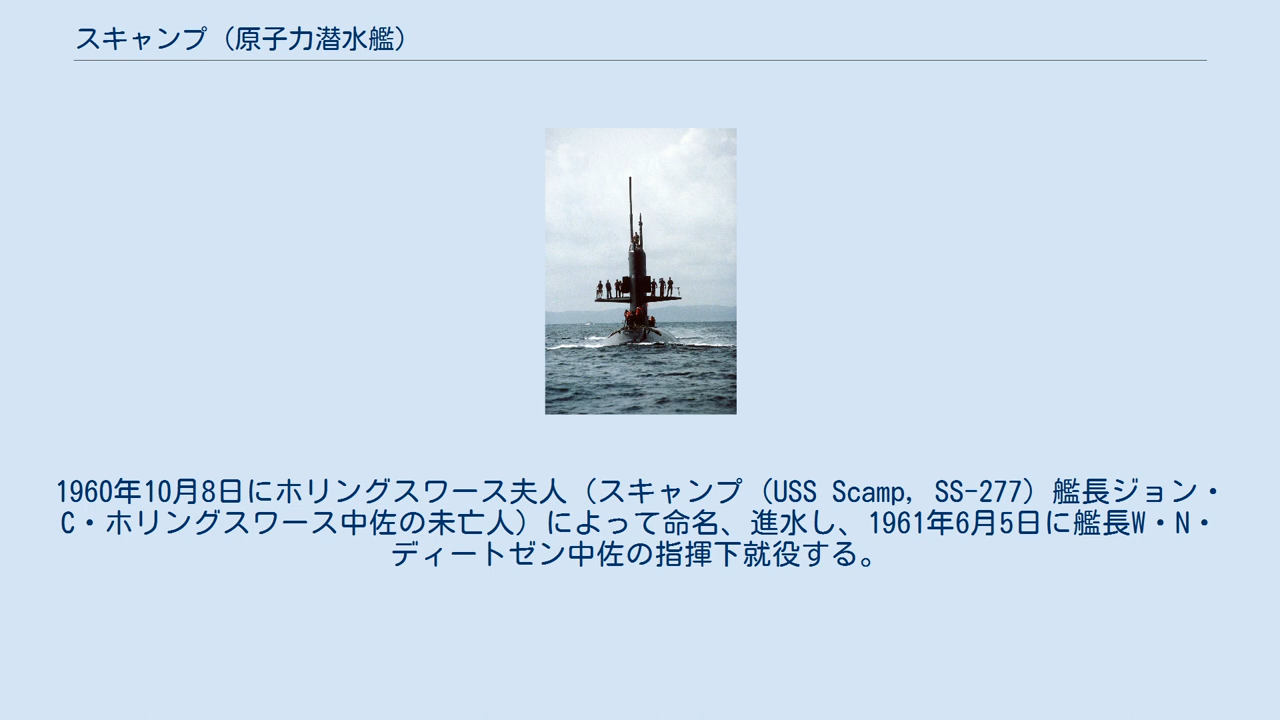 スキャンプ（原子力潜水艦）
1960年10月8日にホリングスワース夫人（スキャンプ（USS Scamp, SS-277）艦長ジョン・
C・ホリングスワース中佐の未亡人）によって命名、進水し、1961年6月5日に艦長W・N・
ディートゼン中佐の指揮下就役する。